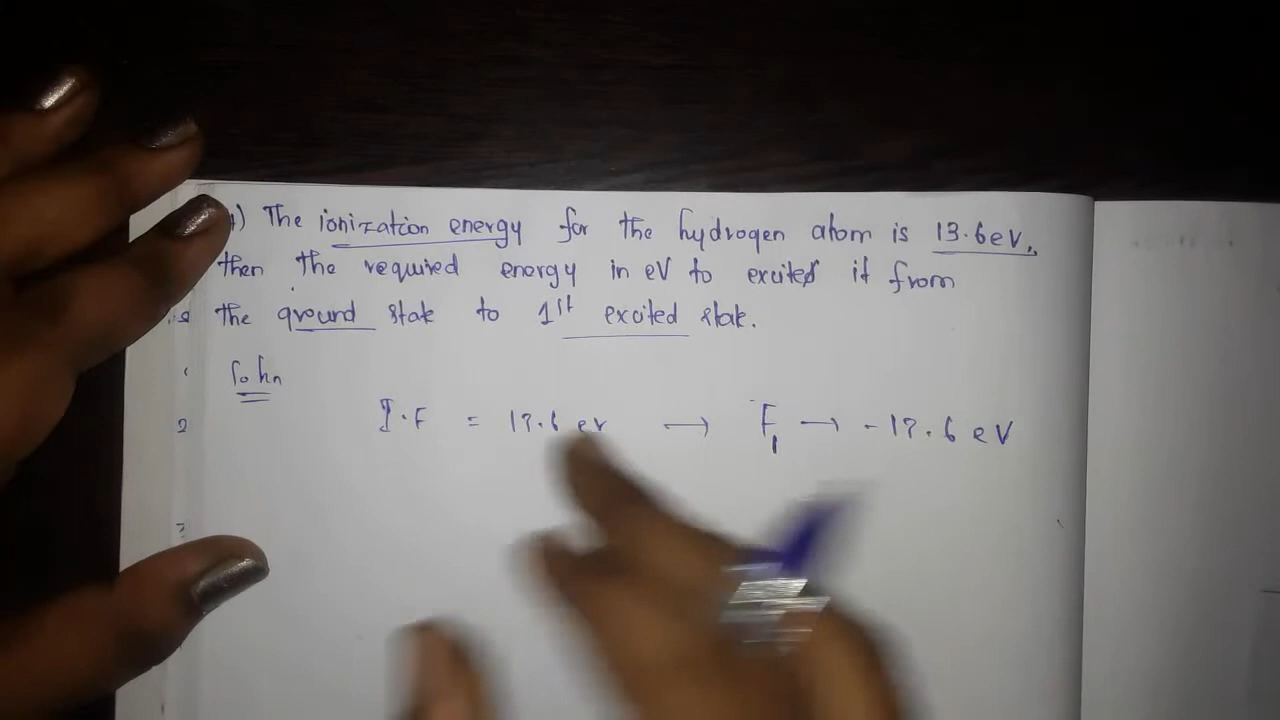 The ionization energy for the hydrogen atom is 13.6eV,,
then the required energy in eV to excited it from
the ground state to 1st excited state.
Soln
I.E = 13.6 ev → E1 → -13.6 eV
2